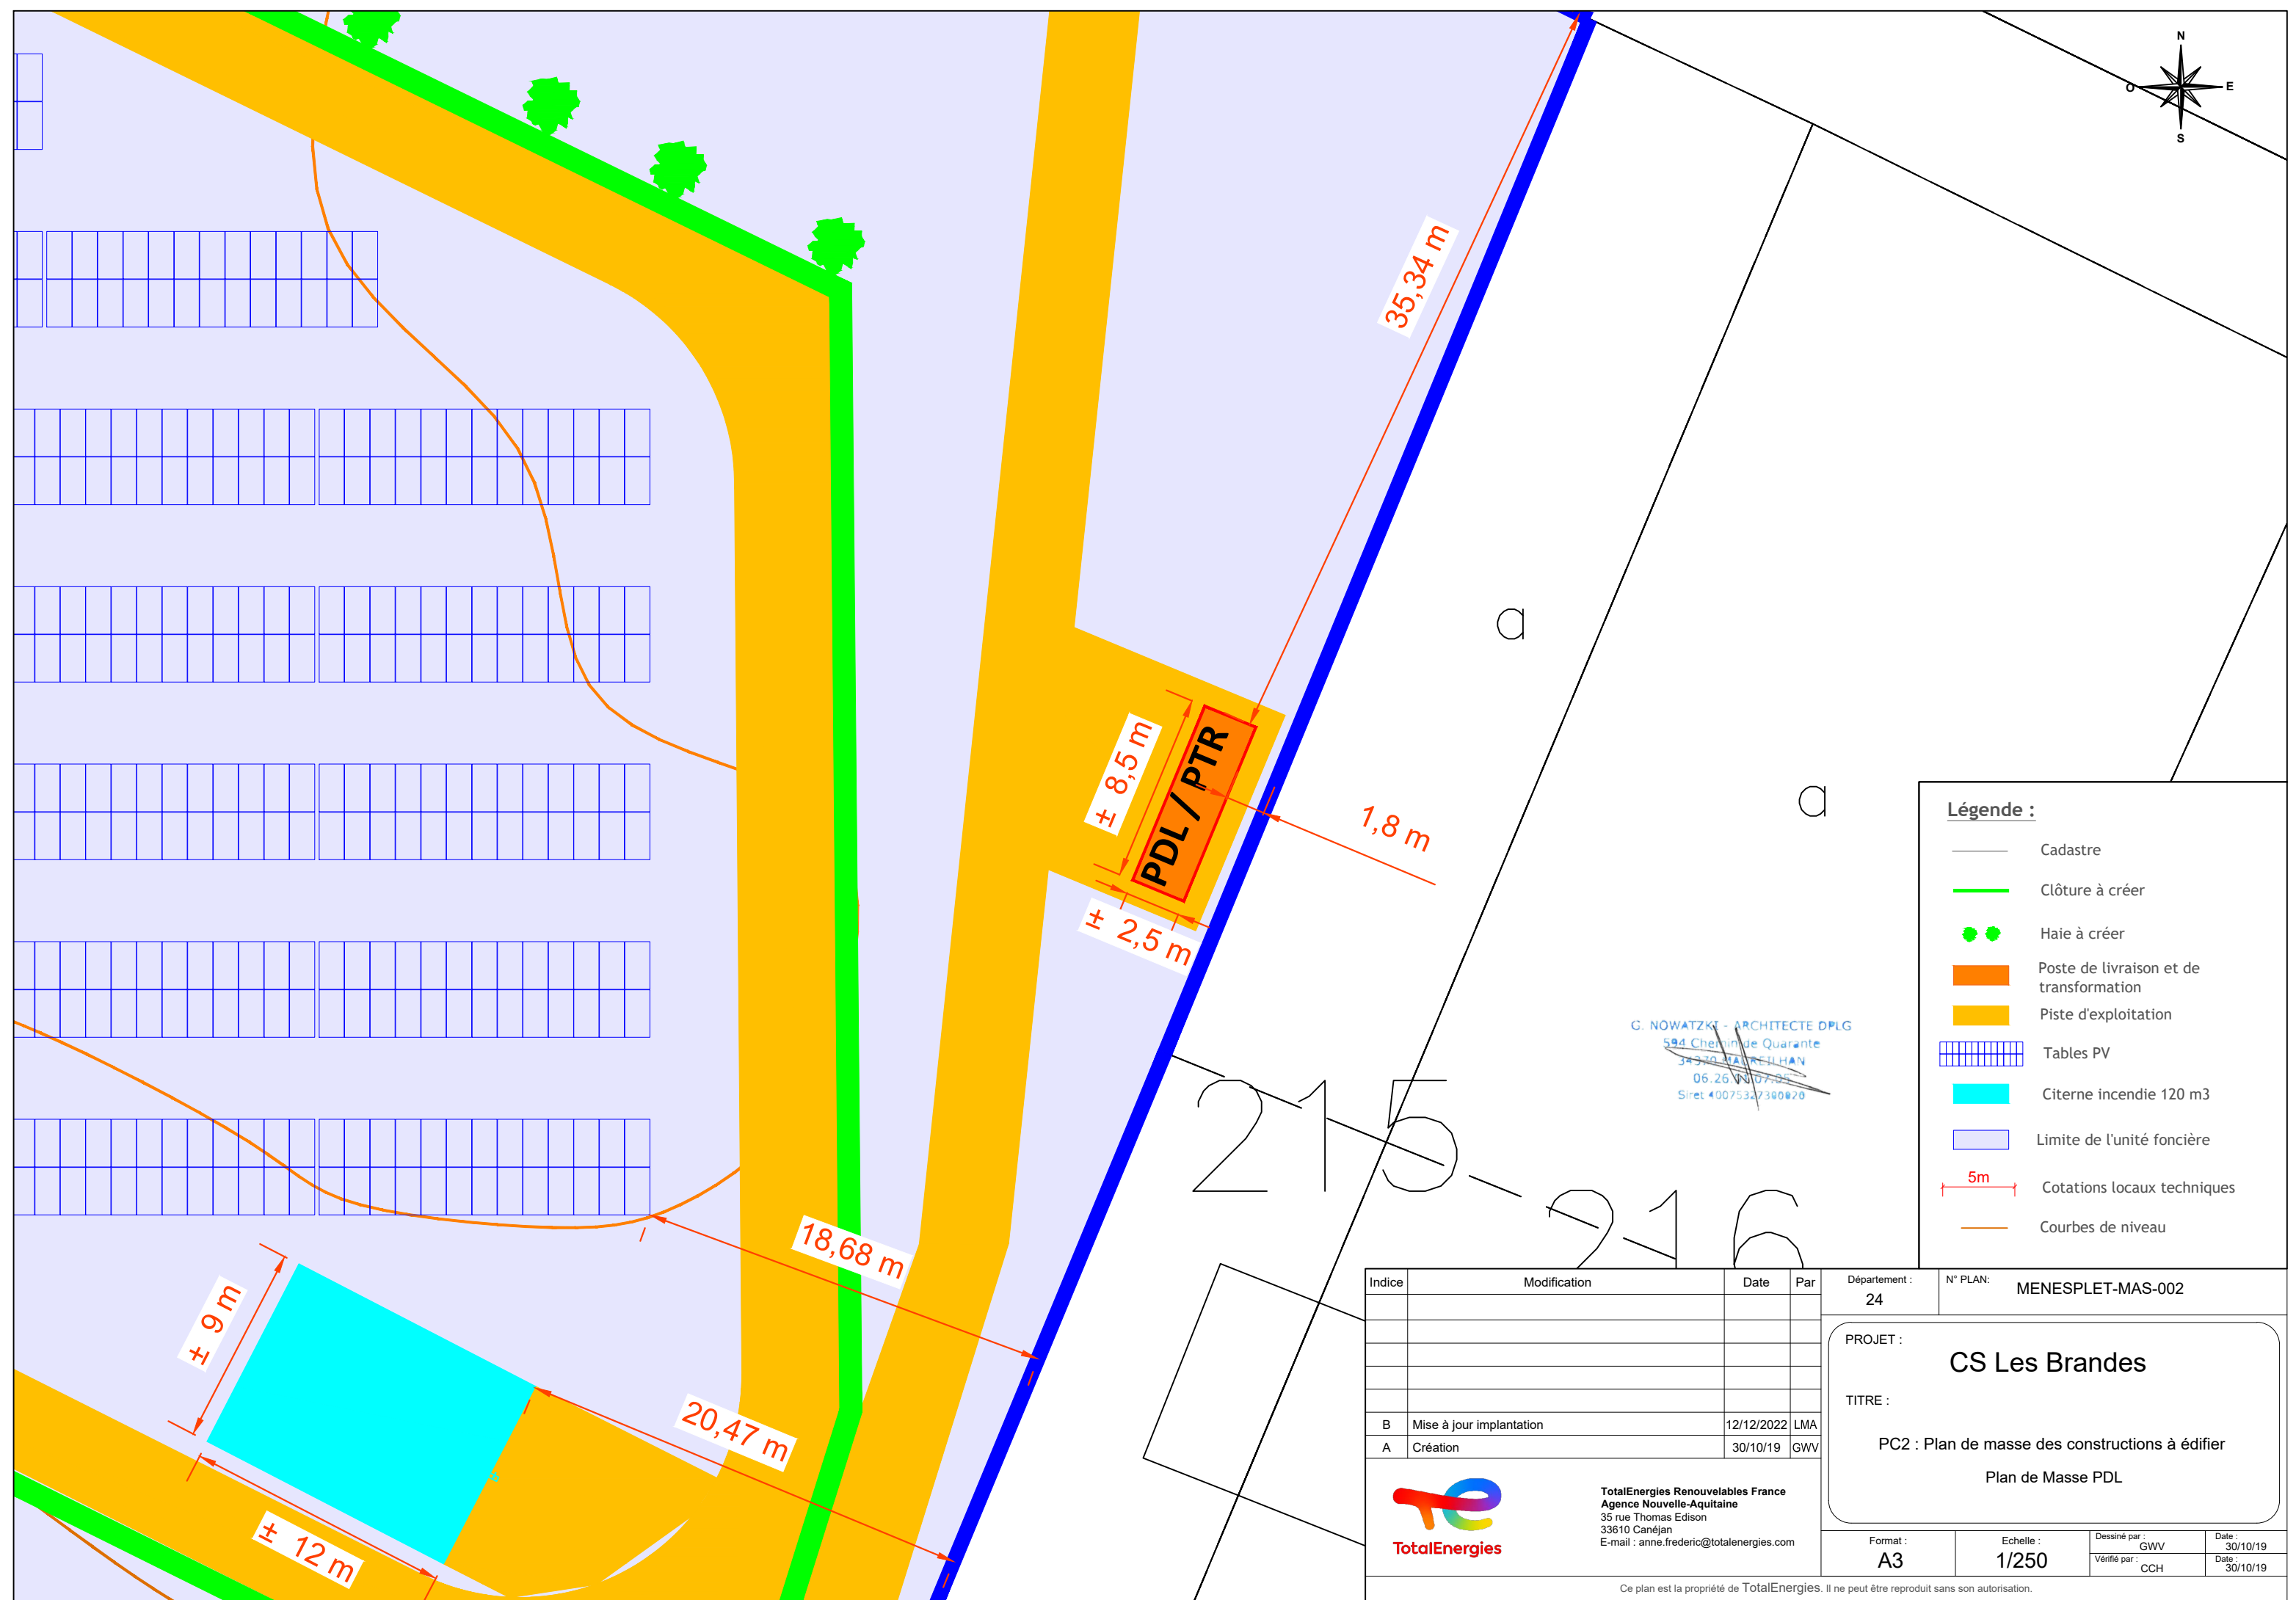 N
O
E
S
35,34 m
a
a
± 8,5 m
PDL / PTR
1,8 m
± 2,5 m
18,68 m
± 9 m
20,47 m
± 12 m
215
216
G. NOWATZKI - ARCHITECTE DPLG
594 Chemin de Quarante
Siret
Légende :
Cadastre
Clôture à créer
Haie à créer
Poste de livraison et de
transformation
Piste d'exploitation
Tables PV
Citerne incendie 120 m3
Limite de l'unité foncière
5m
Cotations locaux techniques
Courbes de niveau
Indice Modification Date Par
B Mise à jour implantation 12/12/2022 LMA
A Création 30/10/19 GWV
Département :
24
N° PLAN:
MENESPLET-MAS-002
PROJET :
CS Les Brandes
TITRE :
PC2 : Plan de masse des constructions à édifier
Plan de Masse PDL
TotalEnergies
TotalEnergies Renouvelables France
Agence Nouvelle-Aquitaine
35 rue Thomas Edison
33610 Canéjan
E-mail : anne.frederic@totalenergies.com
Format :
A3
Echelle :
1/250
Dessiné par :
GWV
Date :
30/10/19
Vérifié par :
CCH
Date :
30/10/19
Ce plan est la propriété de TotalEnergies. Il ne peut être reproduit sans son autorisation.